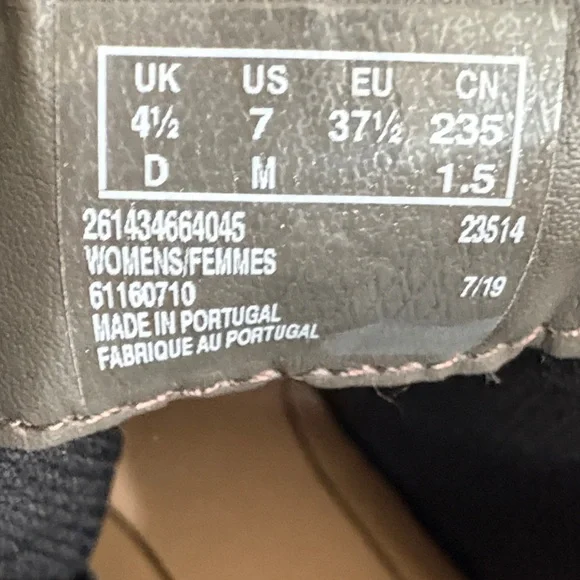 UK US EU CN
4½ 7 37½ 235
D M 1.5
261434664045 23514
WOMENS/FEMMES
61160710 7/19
MADE IN PORTUGAL
FABRIQUE AU PORTUGAL